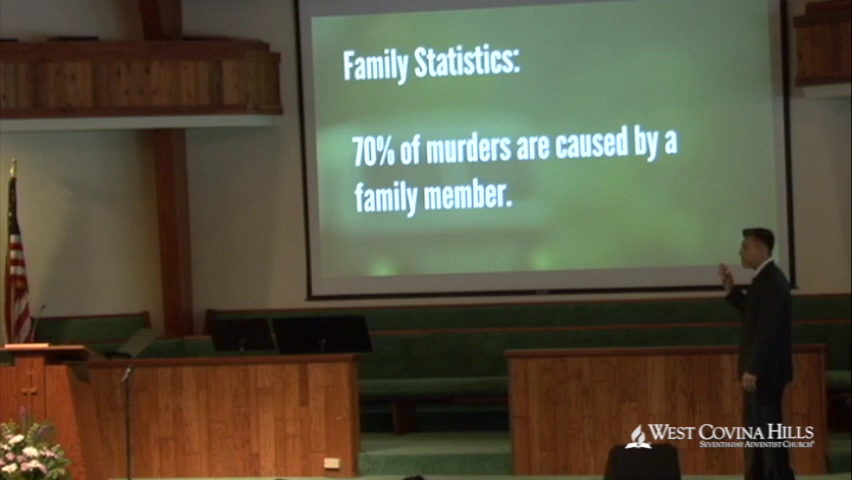 Family Statistics:
70% of murders are caused by a
family member.
WEST COVINA HILLS
SEVENTH-DAY ADVENTIST CHURCH